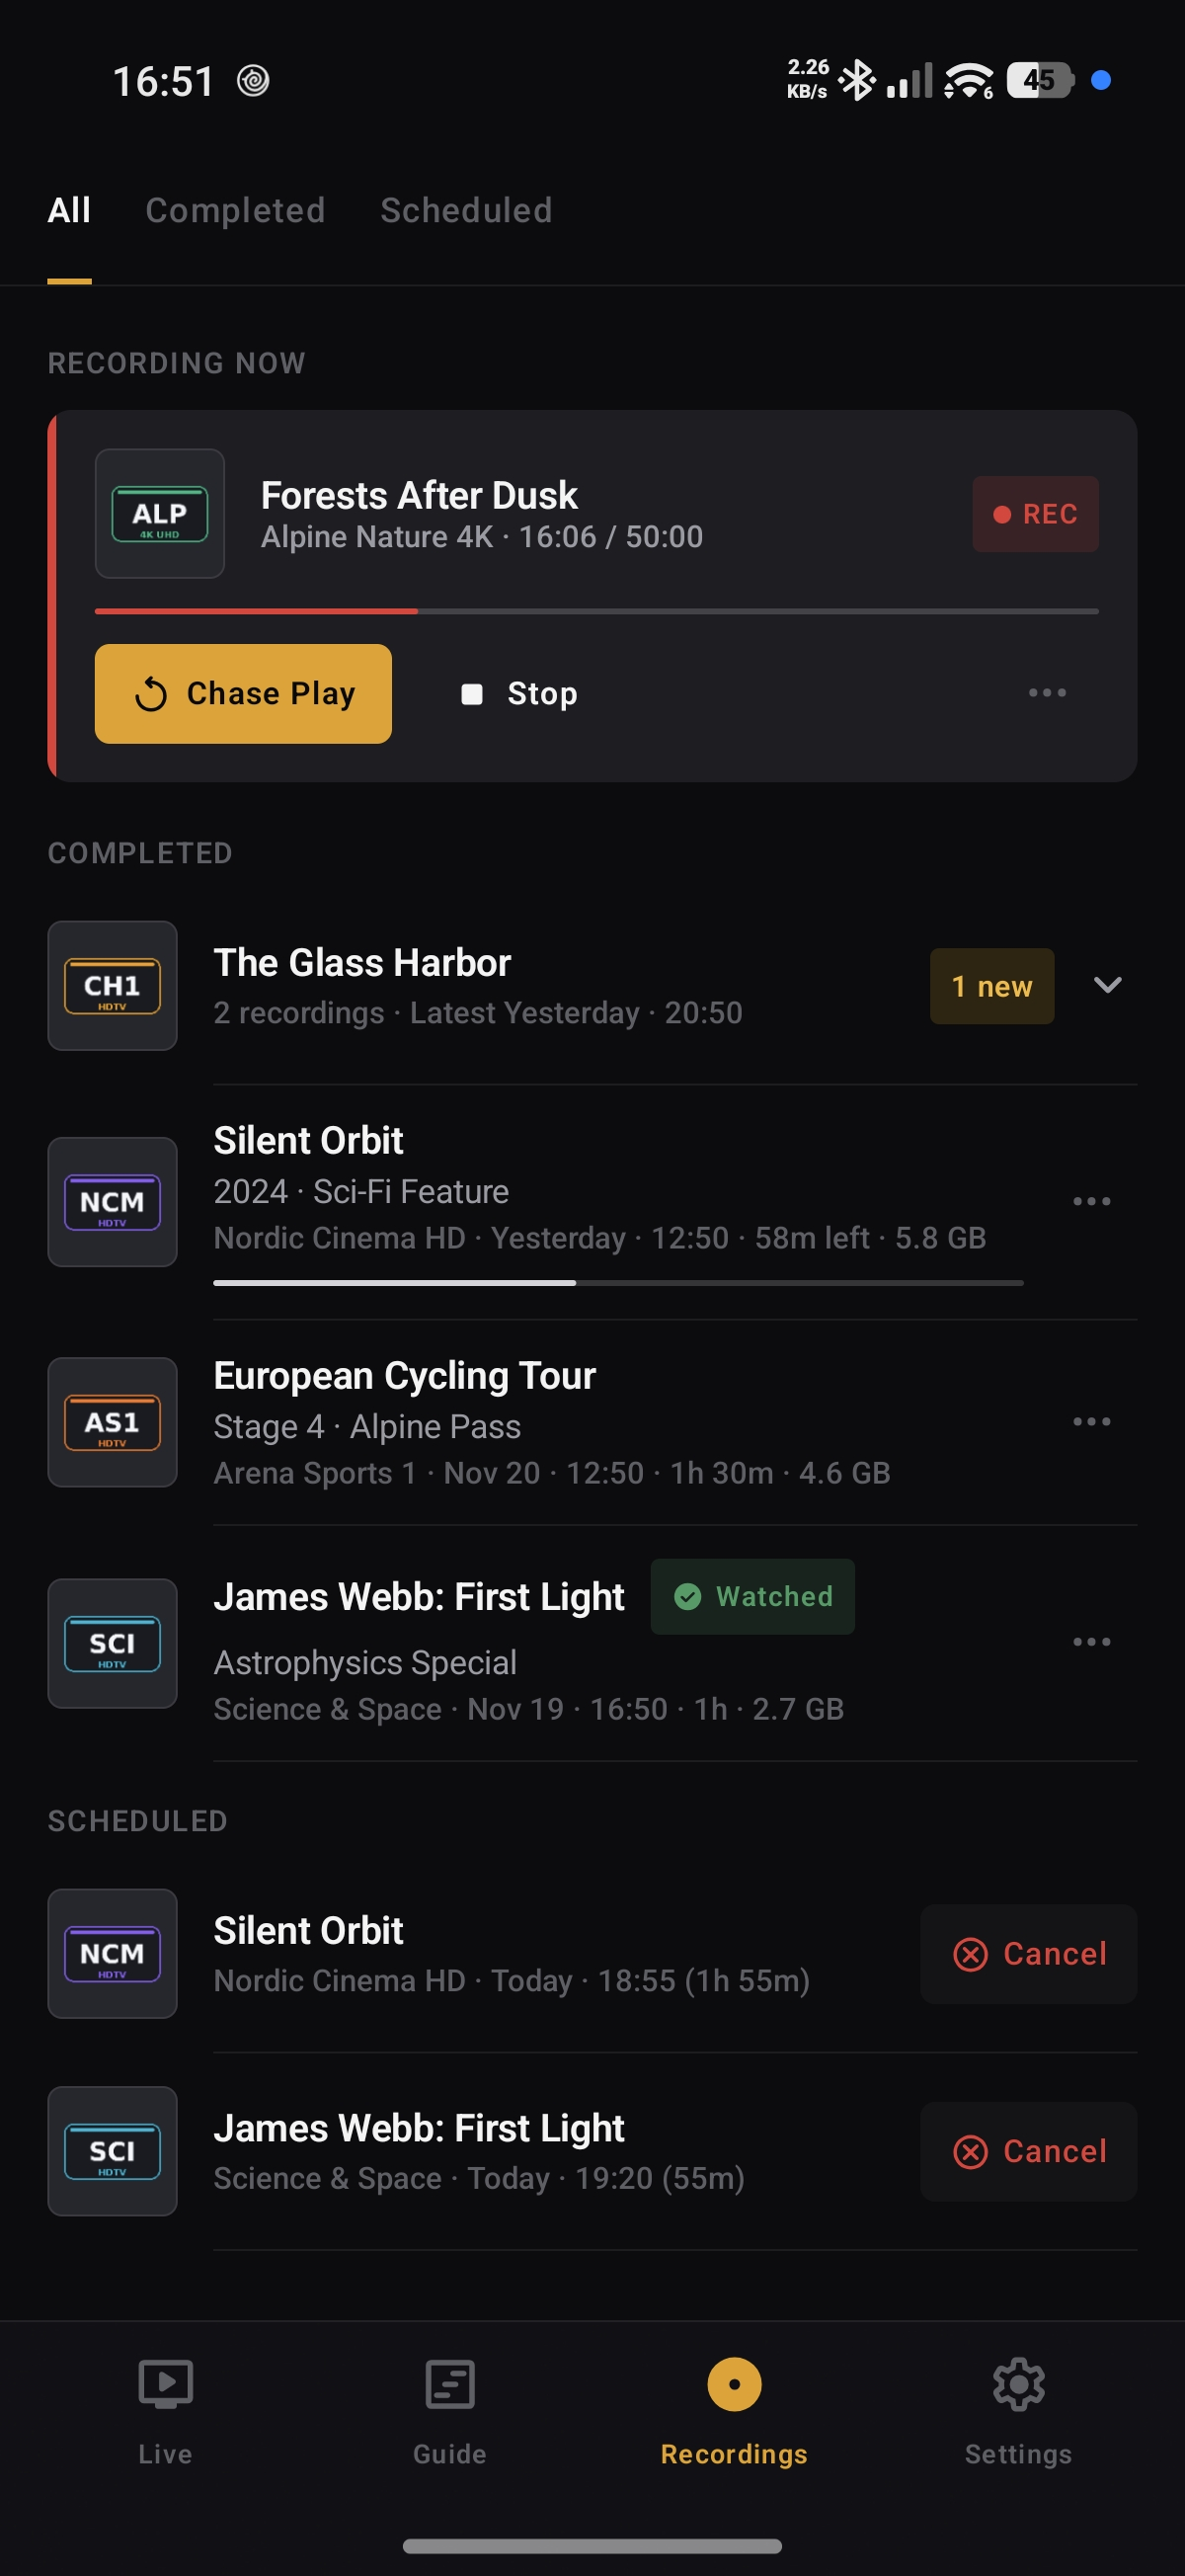 16:51
2.26
KB/s
6
45
All Completed Scheduled
RECORDING NOW
ALP
4K UHD
Forests After Dusk
Alpine Nature 4K · 16:06 / 50:00
REC
Chase Play
Stop
COMPLETED
CH1
HDTV
The Glass Harbor
2 recordings · Latest Yesterday · 20:50
1 new
NCM
HDTV
Silent Orbit
2024 · Sci-Fi Feature
Nordic Cinema HD · Yesterday · 12:50 · 58m left · 5.8 GB
AS1
HDTV
European Cycling Tour
Stage 4 · Alpine Pass
Arena Sports 1 · Nov 20 · 12:50 · 1h 30m · 4.6 GB
SCI
HDTV
James Webb: First Light
Watched
Astrophysics Special
Science & Space · Nov 19 · 16:50 · 1h · 2.7 GB
SCHEDULED
NCM
HDTV
Silent Orbit
Nordic Cinema HD · Today · 18:55 (1h 55m)
Cancel
SCI
HDTV
James Webb: First Light
Science & Space · Today · 19:20 (55m)
Cancel
Live Guide Recordings Settings